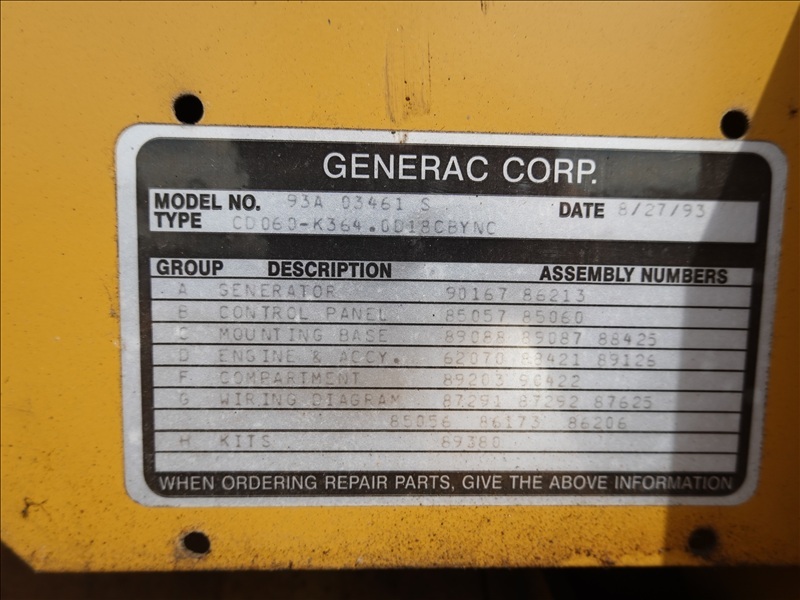 GENERAC CORP.
MODEL NO. 93A 03461 S DATE 8/27/93
TYPE CD060-K364.0D18CBYNC
GROUP DESCRIPTION ASSEMBLY NUMBERS
A GENERATOR 90167 86213
B CONTROL PANEL 85057 85060
C MOUNTING BASE 89088 89087 88425
D ENGINE & ACCY. 62070 88421 89126
F COMPARTMENT 89203 90422
G WIRING DIAGRAM 87291 87292 87625
85056 86173 86206
H KITS 89380
WHEN ORDERING REPAIR PARTS, GIVE THE ABOVE INFORMATION